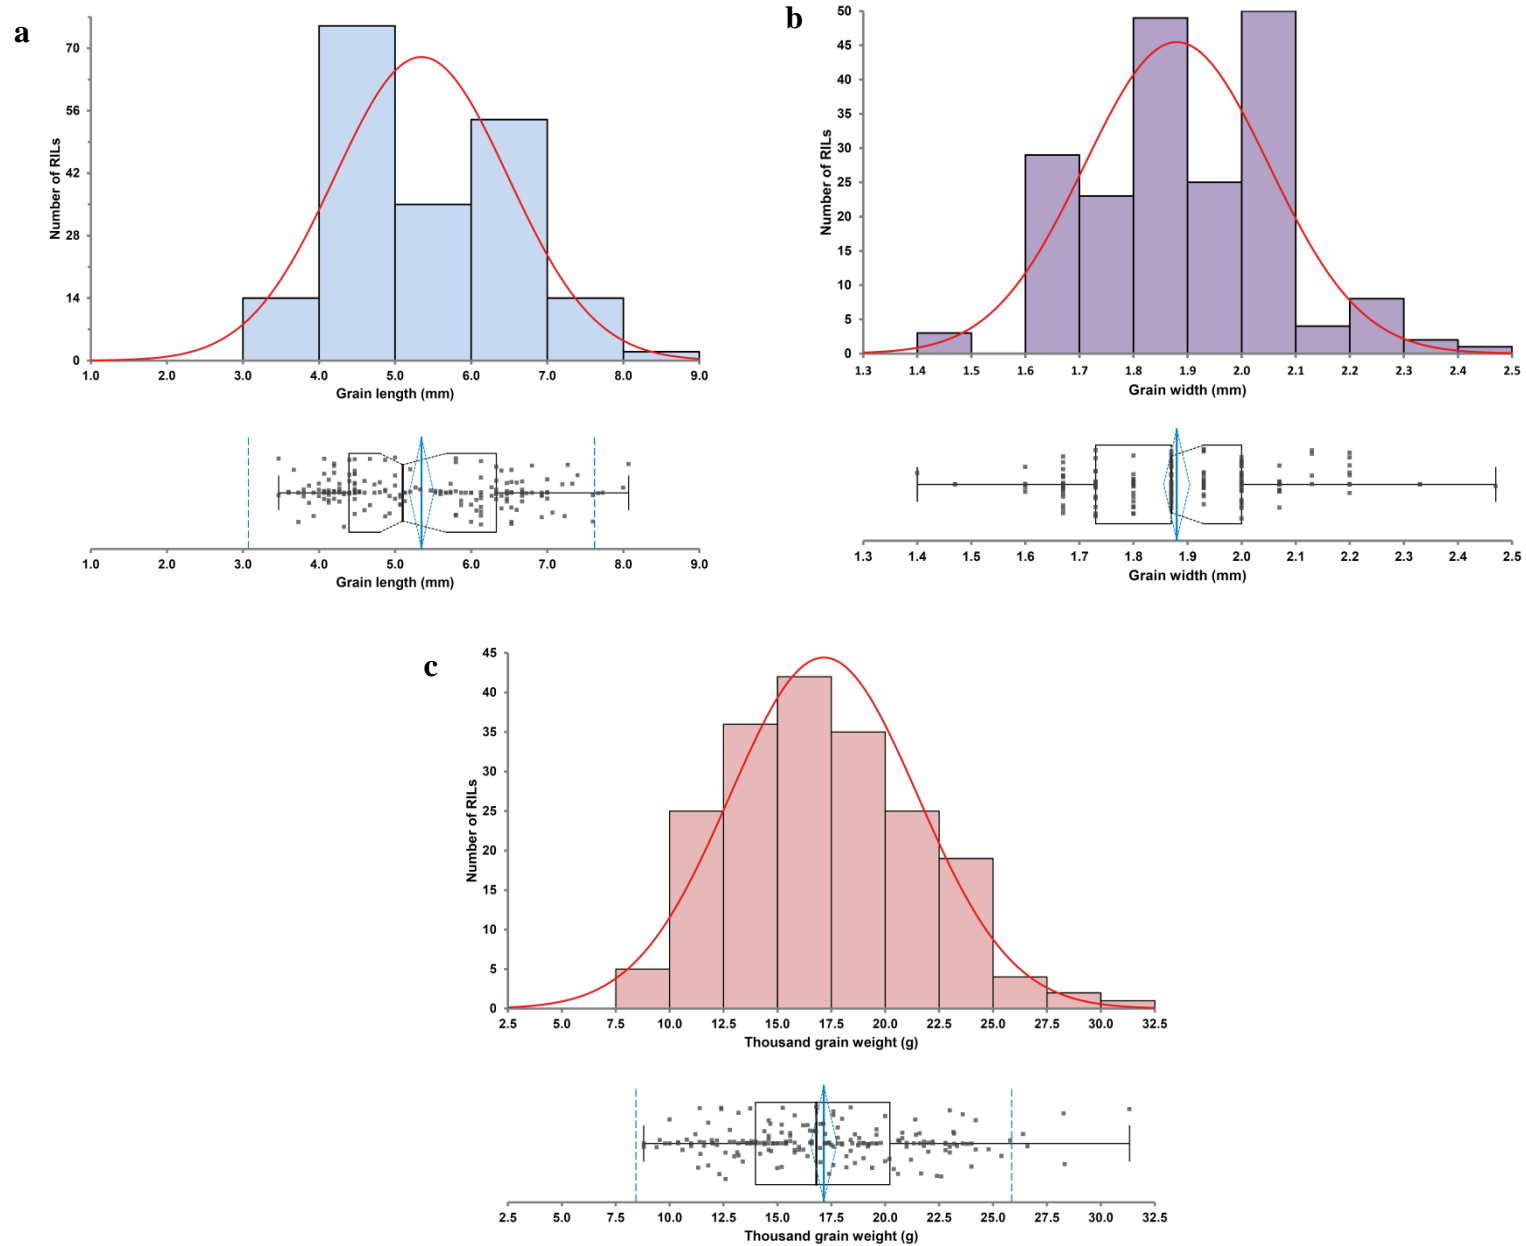 a
Number of RILs
70
56
42
28
14
0
1.0 2.0 3.0 4.0 5.0 6.0 7.0 8.0 9.0
Grain length (mm)
1.0 2.0 3.0 4.0 5.0 6.0 7.0 8.0 9.0
Grain length (mm)
b
Number of RILs
50
45
40
35
30
25
20
15
10
5
0
1.3 1.4 1.5 1.6 1.7 1.8 1.9 2.0 2.1 2.2 2.3 2.4 2.5
Grain width (mm)
1.3 1.4 1.5 1.6 1.7 1.8 1.9 2.0 2.1 2.2 2.3 2.4 2.5
Grain width (mm)
c
Number of RILs
45
40
35
30
25
20
15
10
5
0
2.5 5.0 7.5 10.0 12.5 15.0 17.5 20.0 22.5 25.0 27.5 30.0 32.5
Thousand grain weight (g)
2.5 5.0 7.5 10.0 12.5 15.0 17.5 20.0 22.5 25.0 27.5 30.0 32.5
Thousand grain weight (g)